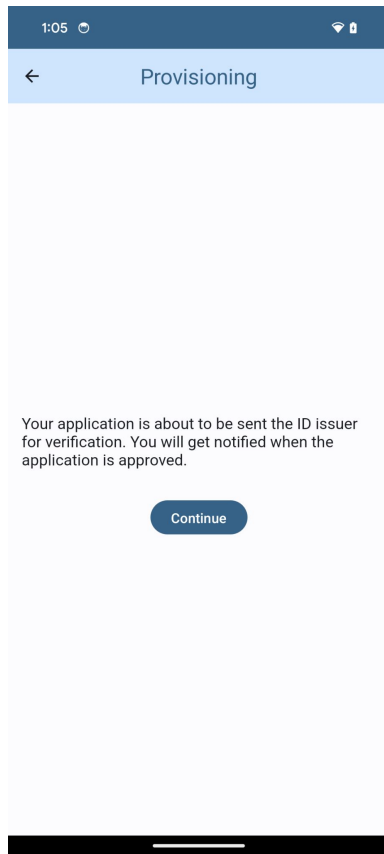 1:05
Provisioning
Your application is about to be sent the ID issuer
for verification. You will get notified when the
application is approved.
Continue